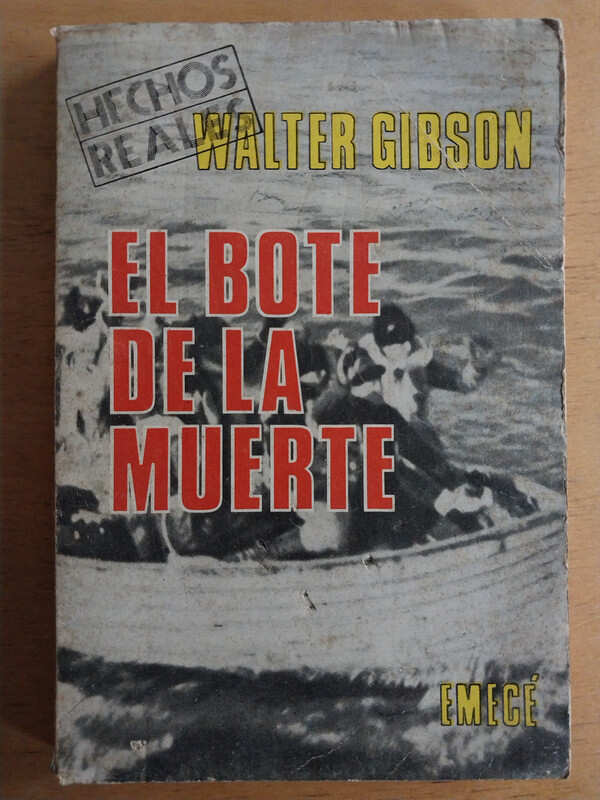 HECHOS
REALES
WALTER GIBSON
EL BOTE
DE LA
MUERTE
EMECÉ